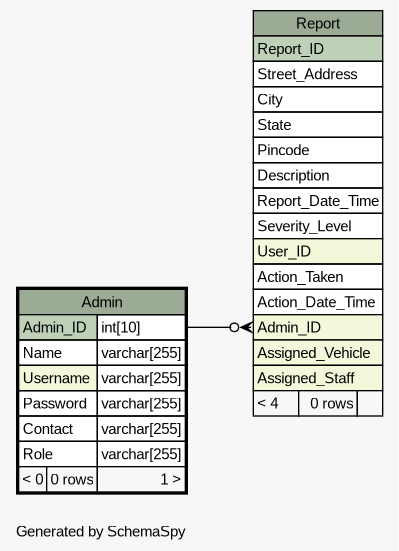 Report
Report_ID
Street_Address
City
State
Pincode
Description
Report_Date_Time
Severity_Level
User_ID
Action_Taken
Action_Date_Time
Admin_ID
Assigned_Vehicle
Assigned_Staff
< 4 0 rows
Admin
Admin_ID int[10]
Name varchar[255]
Username varchar[255]
Password varchar[255]
Contact varchar[255]
Role varchar[255]
< 0 0 rows 1 >
Generated by SchemaSpy